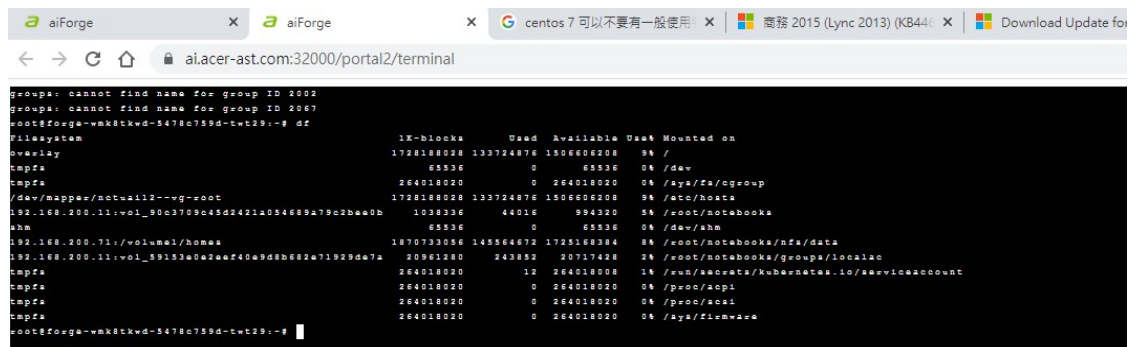 aiForge
aiForge
centos 7 可以不要有一般使用
商務 2015 (Lync 2013) (KB446
Download Update for
ai.acer-ast.com:32000/portal2/terminal
groups: cannot find name for group ID 2002
groups: cannot find name for group ID 2067
root@forge-wmk8tkwd-5478c759d-twt29:~# df
Filesystem 1K-blocks Used Available Use% Mounted on
overlay 1728188028 133724876 1506606208 9% /
tmpfs 65536 0 65536 0% /dev
tmpfs 264018020 0 264018020 0% /sys/fs/cgroup
/dev/mapper/nctuai12--vg-root 1728188028 133724876 1506606208 9% /etc/hosts
192.168.200.11:vol_90c3709c45d2421a054689a79c2bee0b 1038336 44016 994320 5% /root/notebooks
shm 65536 0 65536 0% /dev/shm
192.168.200.71:/volume1/homes 1870733056 145564672 1725168384 8% /root/notebooks/nfs/data
192.168.200.11:vol_59153e0e2eef40e9d8b682e71929de7a 20961280 243852 20717428 2% /root/notebooks/groups/localac
tmpfs 264018020 12 264018008 1% /run/secrets/kubernetes.io/serviceaccount
tmpfs 264018020 0 264018020 0% /proc/acpi
tmpfs 264018020 0 264018020 0% /proc/scsi
tmpfs 264018020 0 264018020 0% /sys/firmware
root@forge-wmk8tkwd-5478c759d-twt29:~#